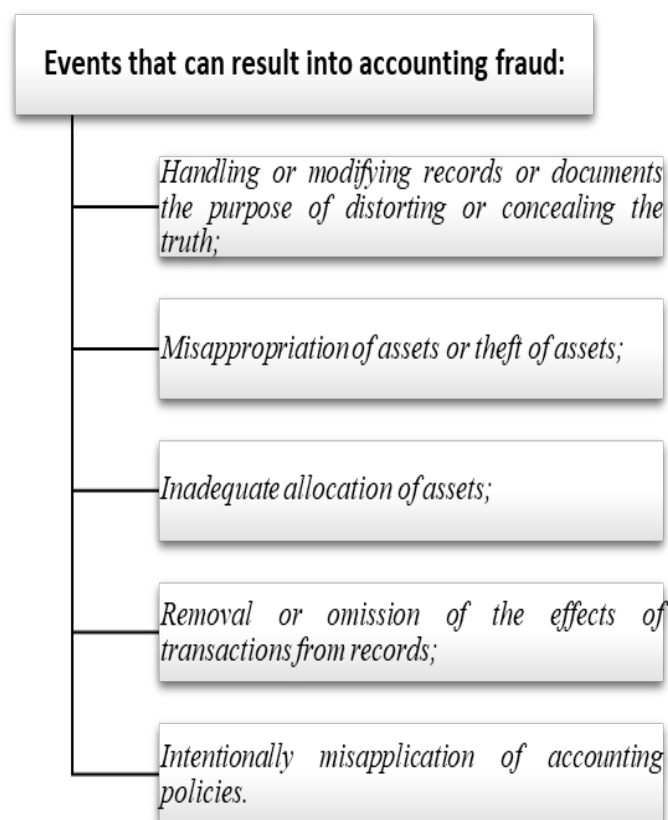 Events that can result into accounting fraud:
Handling or modifying records or documents
the purpose of distorting or concealing the
truth;
Misappropriation of assets or theft of assets;
Inadequate allocation of assets;
Removal or omission of the effects of
transactions from records;
Intentionally misapplication of accounting
policies.